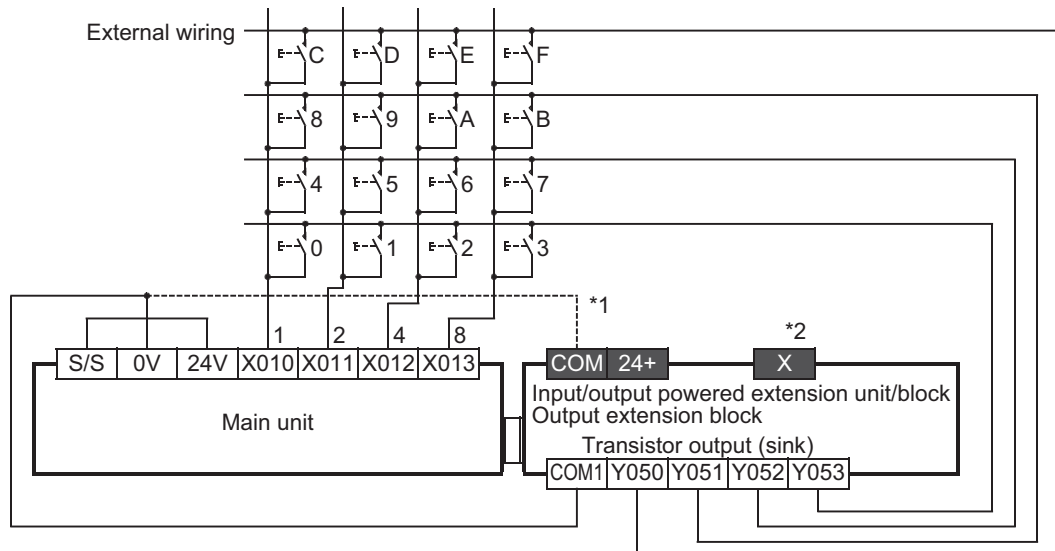 External wiring
C D E F
8 9 A B
4 5 6 7
0 1 2 3
*1
1 2 4 8 *2
S/S 0V 24V X010 X011 X012 X013 COM 24+ X
Input/output powered extension unit/block
Main unit Output extension block
Transistor output (sink)
COM1 Y050 Y051 Y052 Y053